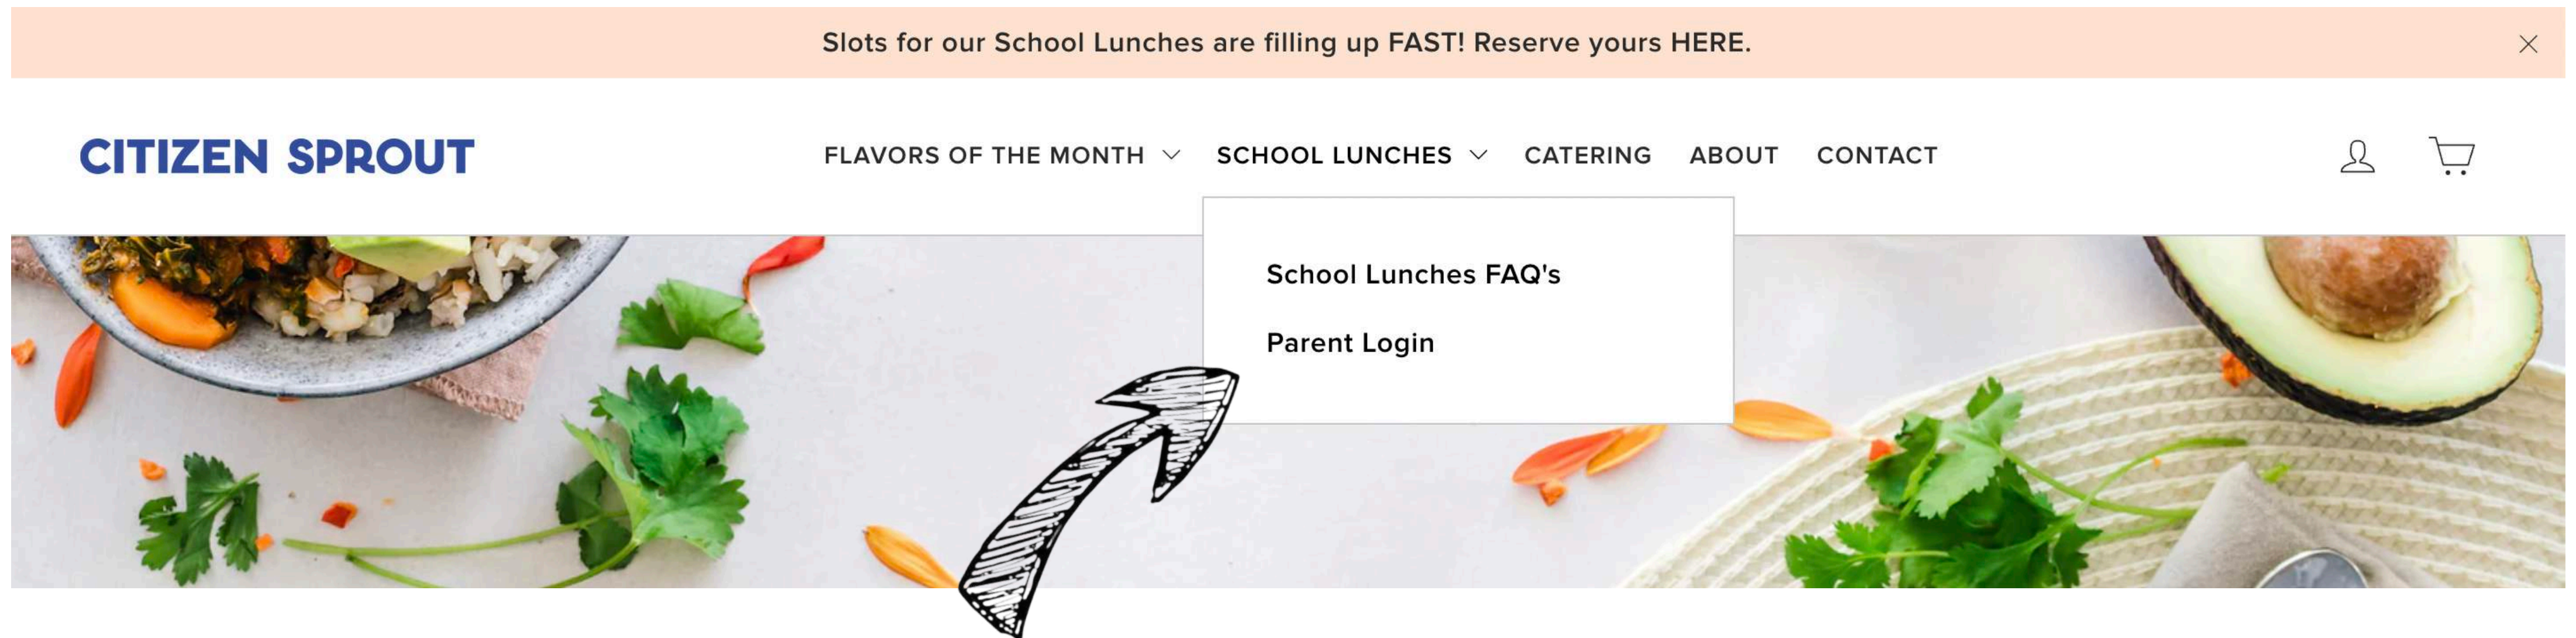 Slots for our School Lunches are filling up FAST! Reserve yours HERE.
CITIZEN SPROUT
FLAVORS OF THE MONTH
SCHOOL LUNCHES
CATERING
ABOUT
CONTACT
School Lunches FAQ's
Parent Login